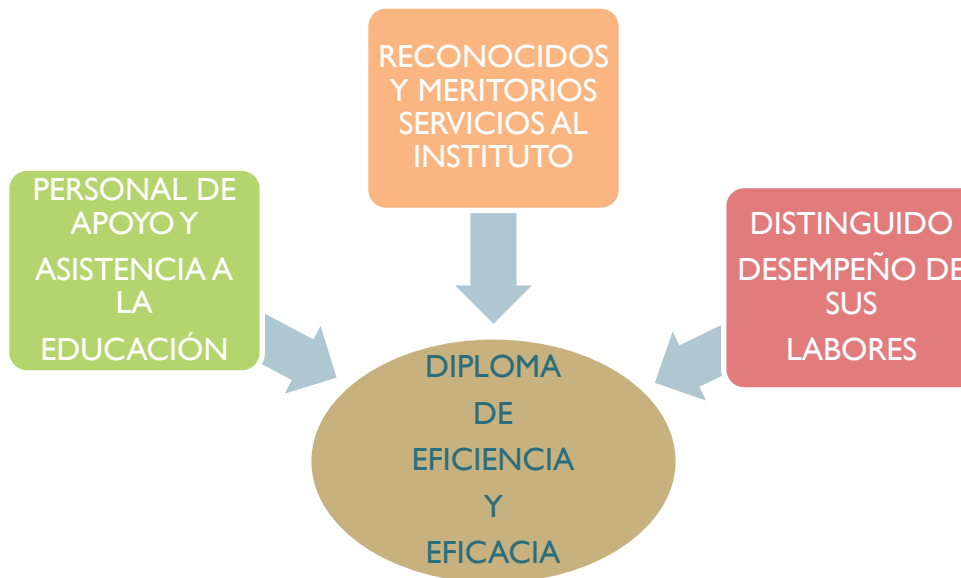 RECONOCIDOS
Y MERITORIOS
SERVICIOS AL
INSTITUTO
PERSONAL DE
APOYO Y
ASISTENCIA A
LA
EDUCACIÓN
DISTINGUIDO
DESEMPEÑO DE
SUS
LABORES
DIPLOMA
DE
EFICIENCIA
Y
EFICACIA